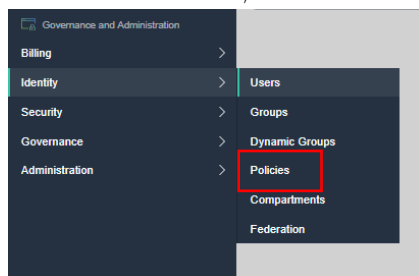 Governance and Administration
Billing
Identity
Security
Governance
Administration
Users
Groups
Dynamic Groups
Policies
Compartments
Federation